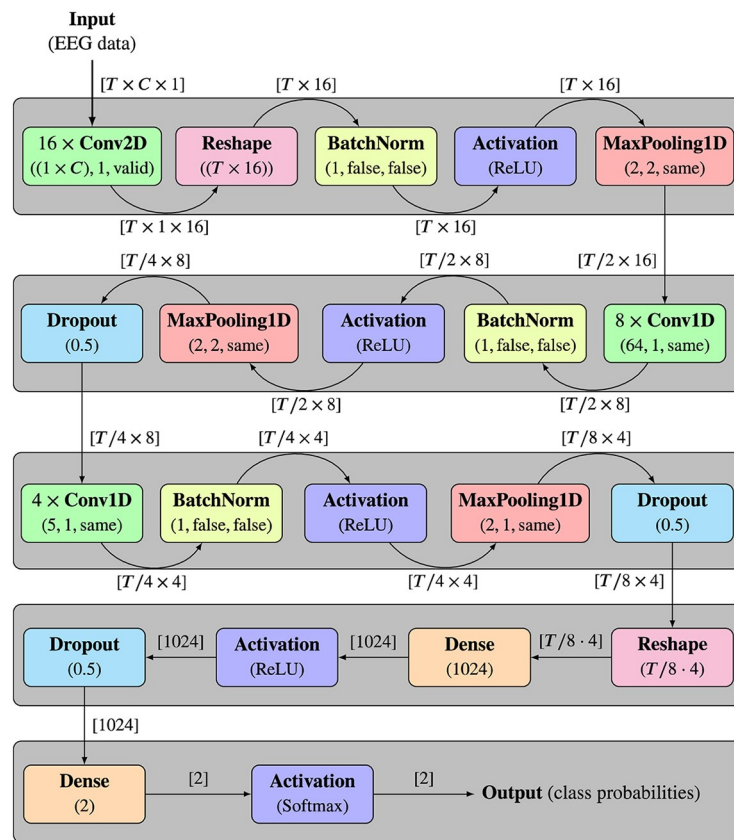 Input
(EEG data)
[T × C × 1]
[T × 16]
[T × 16]
16 × Conv2D
((1 × C), 1, valid)
Reshape
((T × 16))
BatchNorm
(1, false, false)
Activation
(ReLU)
MaxPooling1D
(2, 2, same)
[T × 1 × 16]
[T × 16]
[T/4 × 8]
[T/2 × 8]
[T/2 × 16]
Dropout
(0.5)
MaxPooling1D
(2, 2, same)
Activation
(ReLU)
BatchNorm
(1, false, false)
8 × Conv1D
(64, 1, same)
[T/2 × 8]
[T/2 × 8]
[T/4 × 8]
[T/4 × 4]
[T/8 × 4]
4 × Conv1D
(5, 1, same)
BatchNorm
(1, false, false)
Activation
(ReLU)
MaxPooling1D
(2, 1, same)
Dropout
(0.5)
[T/4 × 4]
[T/4 × 4]
[T/8 × 4]
Dropout
(0.5)
[1024]
Activation
(ReLU)
[1024]
Dense
(1024)
[T/8 · 4]
Reshape
(T/8 · 4)
[1024]
Dense
(2)
[2]
Activation
(Softmax)
[2]
Output (class probabilities)